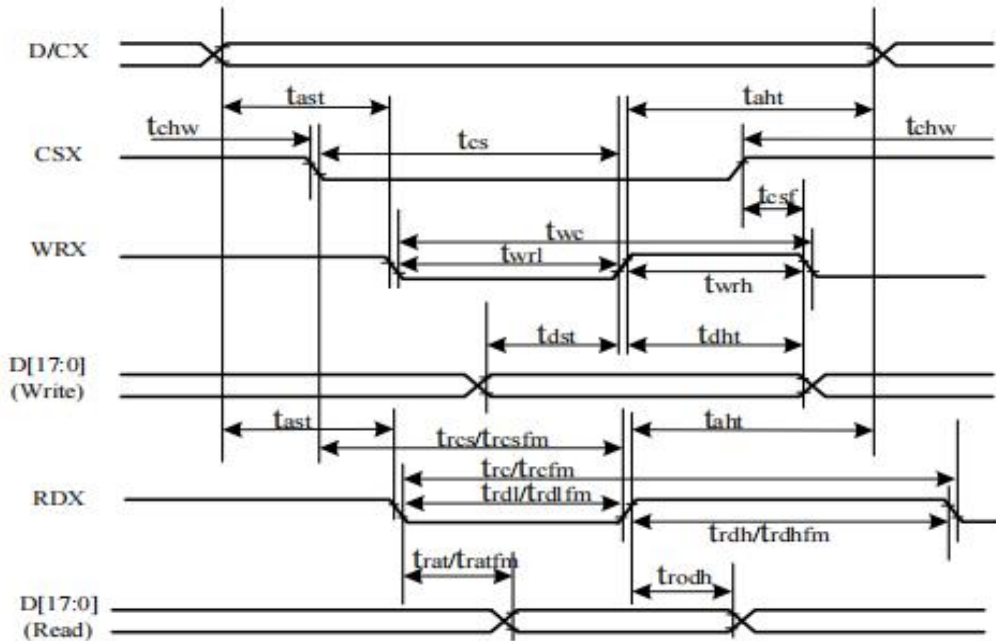 D/CX
tast
taht
tchw
tchw
CSX
tcs
tcsf
WRX
twc
twrl
twrh
tdst
tdht
D[17:0]
(Write)
tast
taht
trcs/trcsfm
trc/trcfm
RDX
trdl/trdlfm
trdh/trdhfm
trat/tratfm
trodh
D[17:0]
(Read)